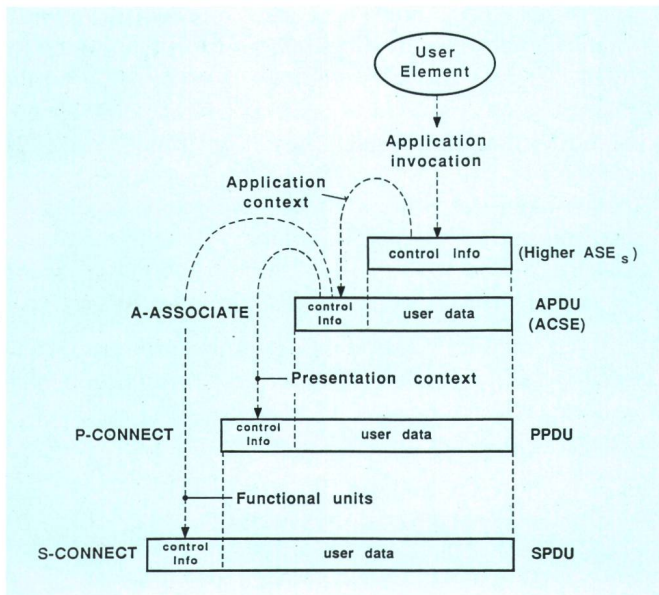 User
Element
Application
invocation
Application
context
control Info
(Higher ASE s )
A-ASSOCIATE
control
Info
user data
APDU
(ACSE)
Presentation context
P-CONNECT
control
Info
user data
PPDU
Functional units
S-CONNECT
control
Info
user data
SPDU